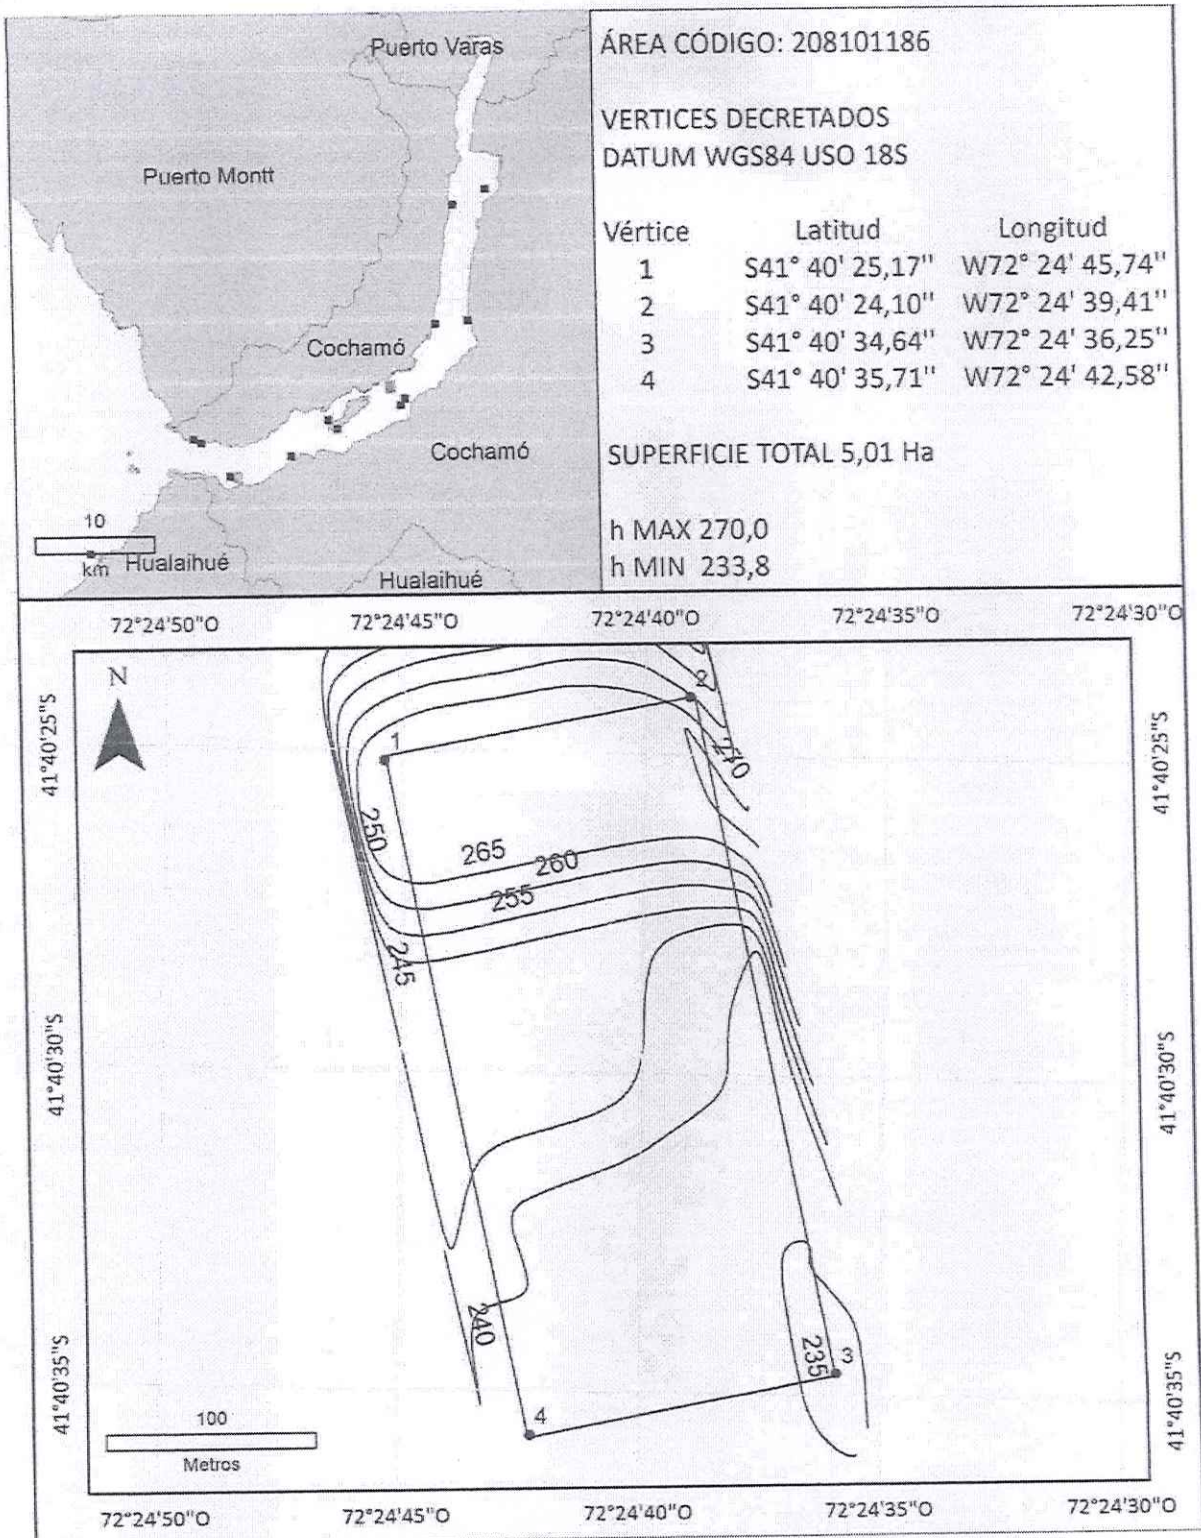 Puerto Varas
Puerto Montt
Cochamó
Cochamó
10
km
Hualaihué
Hualaihué
ÁREA CÓDIGO: 208101186
VERTICES DECRETADOS
DATUM WGS84 USO 18S
Vértice Latitud Longitud
1 S41° 40' 25,17" W72° 24' 45,74"
2 S41° 40' 24,10" W72° 24' 39,41"
3 S41° 40' 34,64" W72° 24' 36,25"
4 S41° 40' 35,71" W72° 24' 42,58"
SUPERFICIE TOTAL 5,01 Ha
h MAX 270,0
h MIN 233,8
72°24'50"O 72°24'45"O 72°24'40"O 72°24'35"O 72°24'30"O
N
41°40'25"S
41°40'30"S
41°40'35"S
1
2
270
250
265
260
255
245
240
235
3
4
100
Metros
41°40'25"S
41°40'30"S
41°40'35"S
72°24'50"O 72°24'45"O 72°24'40"O 72°24'35"O 72°24'30"O